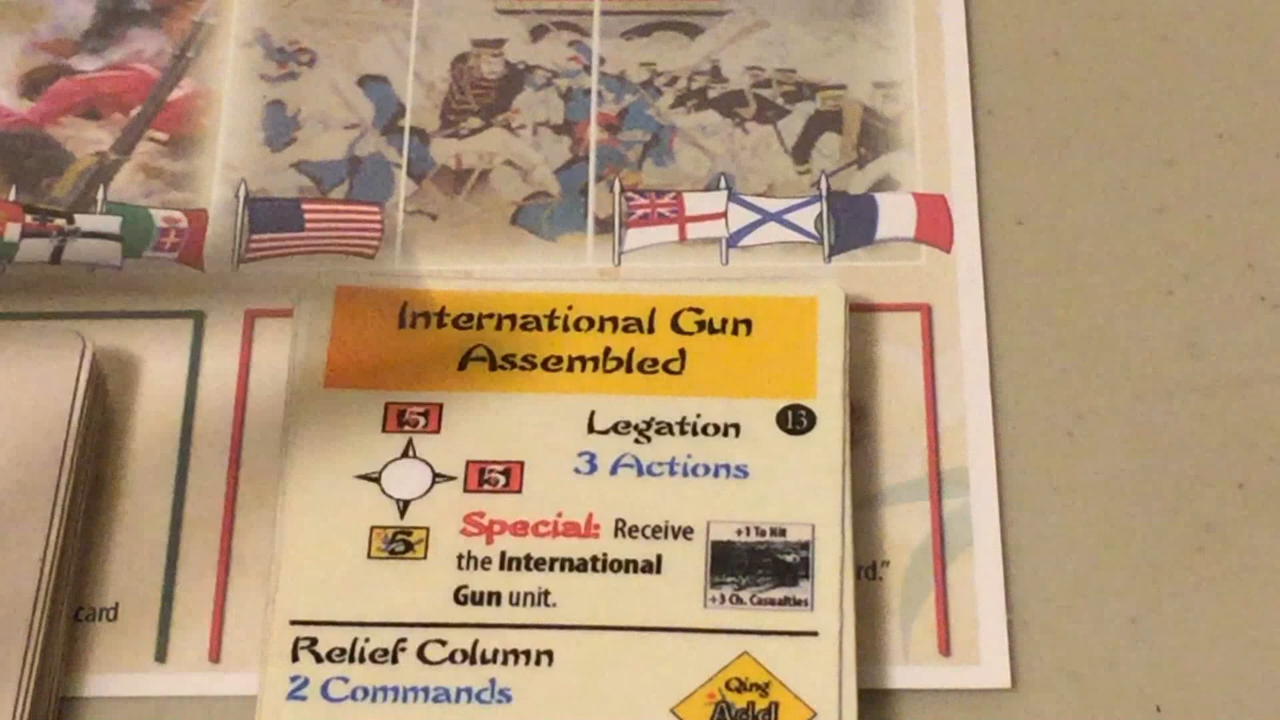 International Gun
Assembled
5
Legation
13
5
3 Actions
5
Special: Receive
the International
Gun unit.
+1 To Hit
+3 Ch. Casualties
rd."
card
Relief Column
2 Commands
Qing
Add